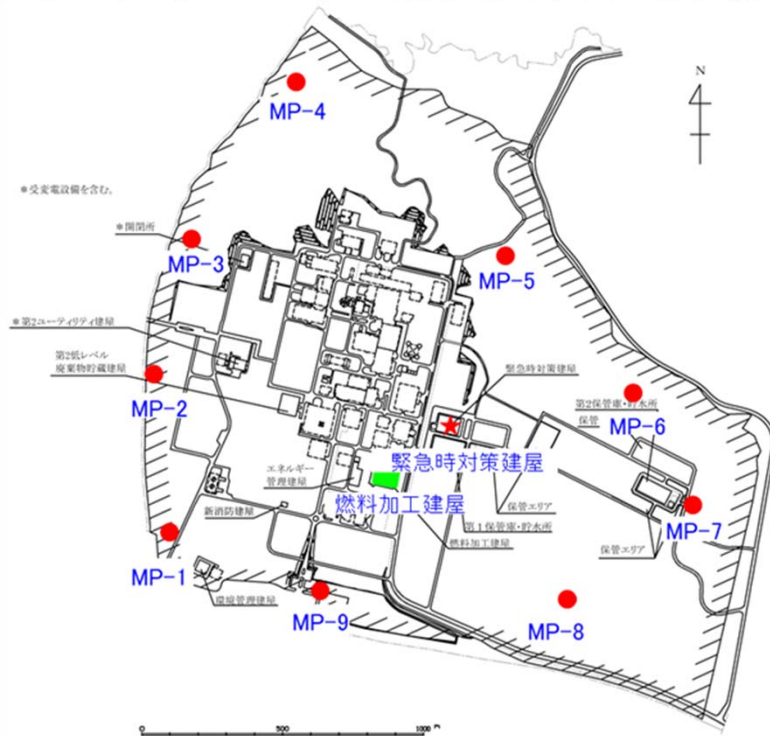 MP-4
N
＊受変電設備を含む。
＊開閉所
MP-3
MP-5
＊第2ユーティリティ建屋
第2低レベル
廃棄物貯蔵建屋
緊急時対策建屋
MP-2
第2保管庫・貯水所
保管
MP-6
緊急時対策建屋
エネルギー
管理建屋
燃料加工建屋
保管エリア
新消防建屋
第1保管庫・貯水所
MP-7
燃料加工建屋
保管エリア
MP-1
環境管理建屋
MP-9
MP-8
0 500 1000 m